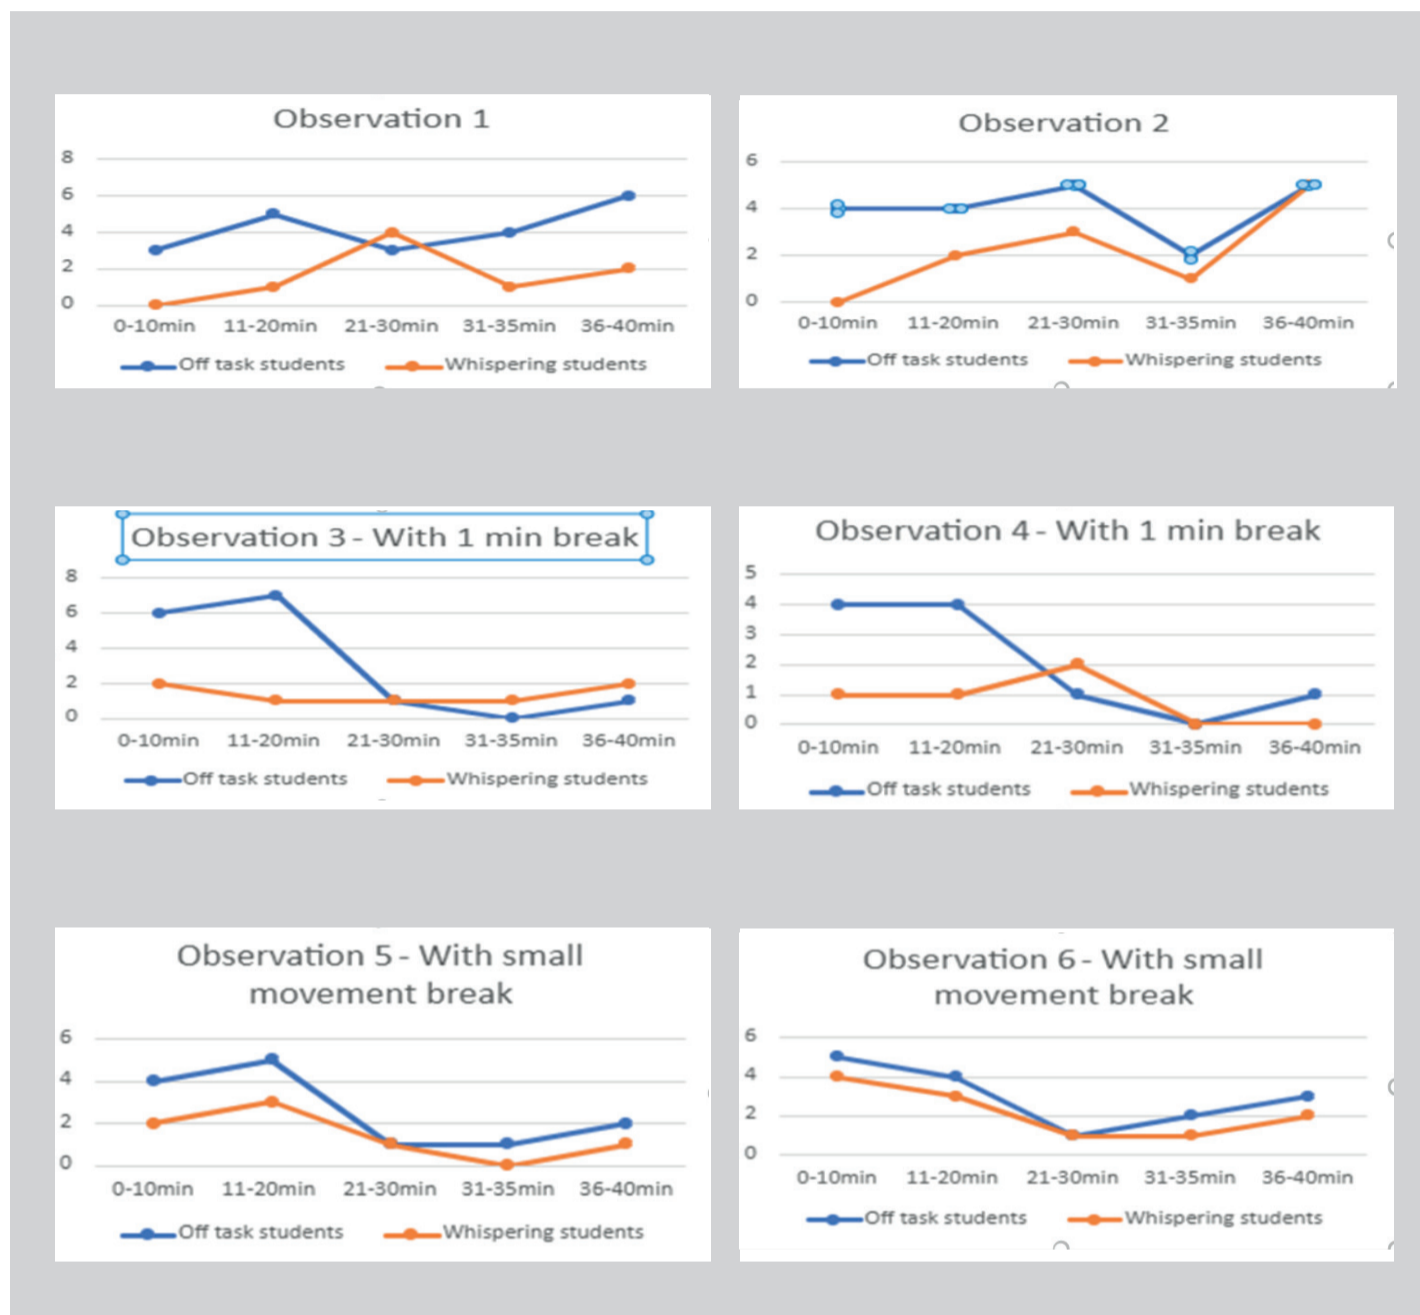 Observation 1
8
6
4
2
0
0-10min 11-20min 21-30min 31-35min 36-40min
Off task students Whispering students
Observation 2
6
4
2
0
0-10min 11-20min 21-30min 31-35min 36-40min
Off task students Whispering students
Observation 3 - With 1 min break
8
6
4
2
0
0-10min 11-20min 21-30min 31-35min 36-40min
Off task students Whispering students
Observation 4 - With 1 min break
5
4
3
2
1
0
0-10min 11-20min 21-30min 31-35min 36-40min
Off task students Whispering students
Observation 5 - With small
movement break
6
4
2
0
0-10min 11-20min 21-30min 31-35min 36-40min
Off task students Whispering students
Observation 6 - With small
movement break
6
4
2
0
0-10min 11-20min 21-30min 31-35min 36-40min
Off task students Whispering students